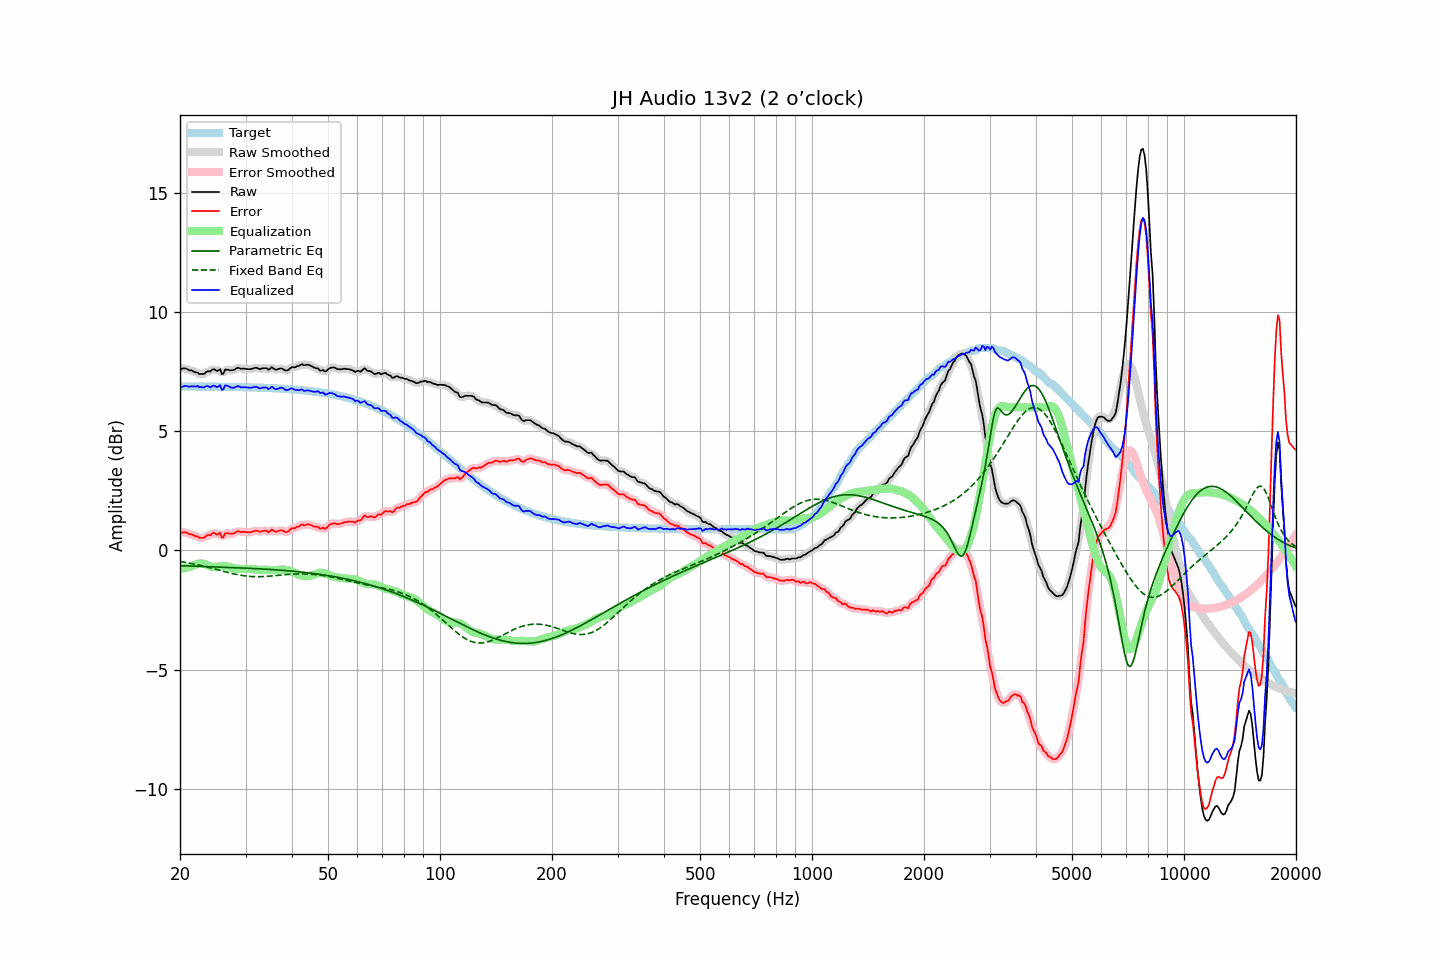 JH Audio 13v2 (2 o’clock)
Target
Raw Smoothed
Error Smoothed
Raw
Error
Equalization
Parametric Eq
Fixed Band Eq
Equalized
Amplitude (dBr)
15
10
5
0
−5
−10
20
50
100
200
500
1000
2000
5000
10000
20000
Frequency (Hz)